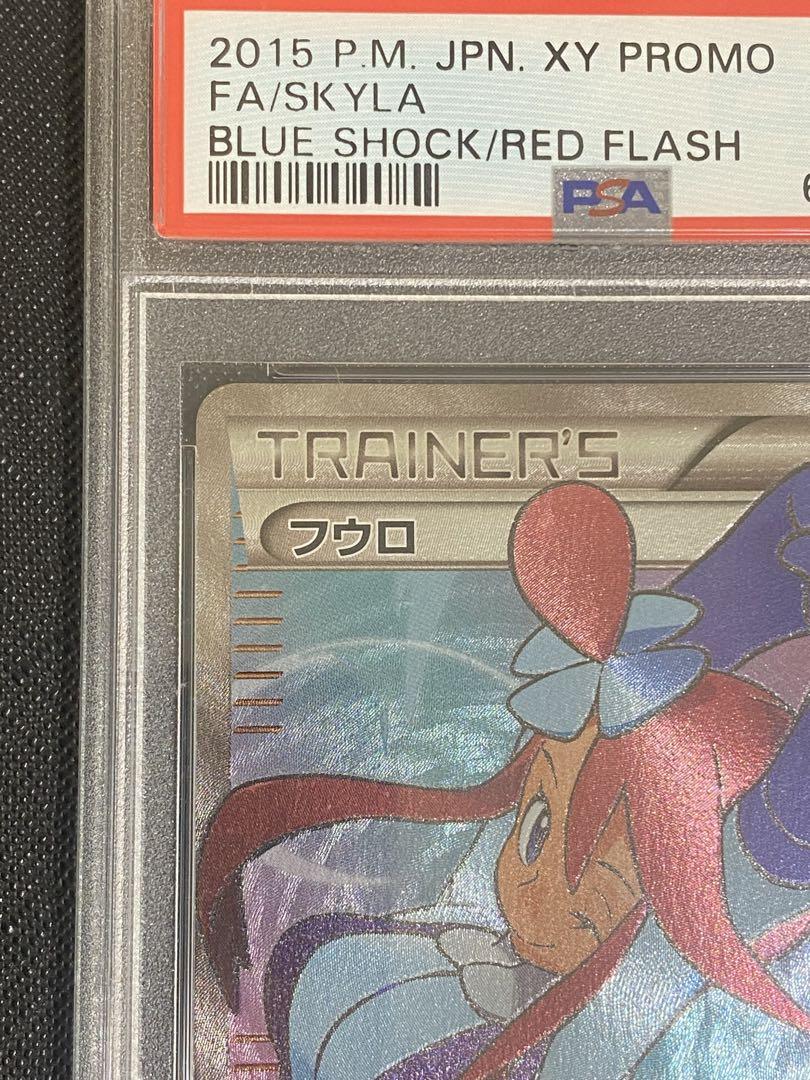 2015 P.M. JPN. XY PROMO
FA/SKYLA
BLUE SHOCK/RED FLASH
PSA
TRAINER'S
フウロ